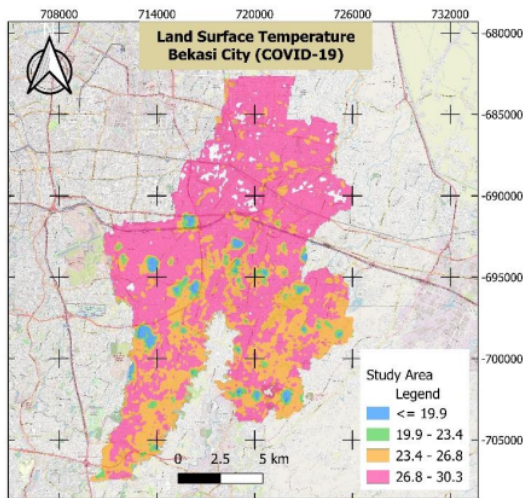 708000 714000 720000 726000 732000
N
Land Surface Temperature
Bekasi City (COVID-19)
-680000
-685000
-690000
-695000
-700000
-705000
Study Area
Legend
<= 19.9
19.9 - 23.4
23.4 - 26.8
26.8 - 30.3
0 2.5 5 km